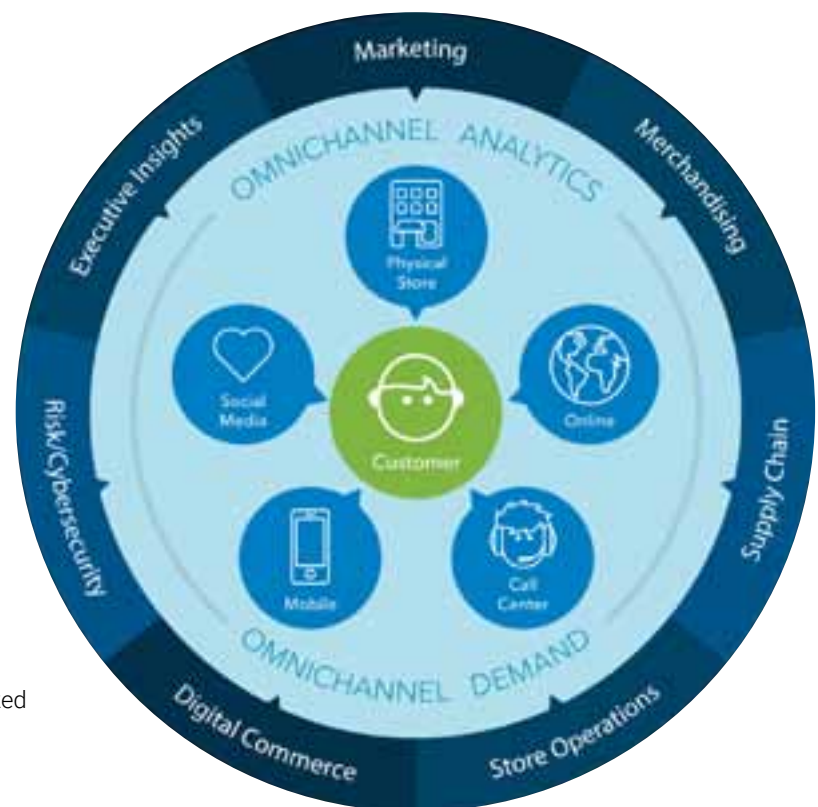 Marketing
Merchandising
Supply Chain
Store Operations
Digital Commerce
Risk/Cybersecurity
Executive Insights
OMNICHANNEL ANALYTICS
Physical
Store
Online
Call
Center
Mobile
Social
Media
Customer
OMNICHANNEL DEMAND